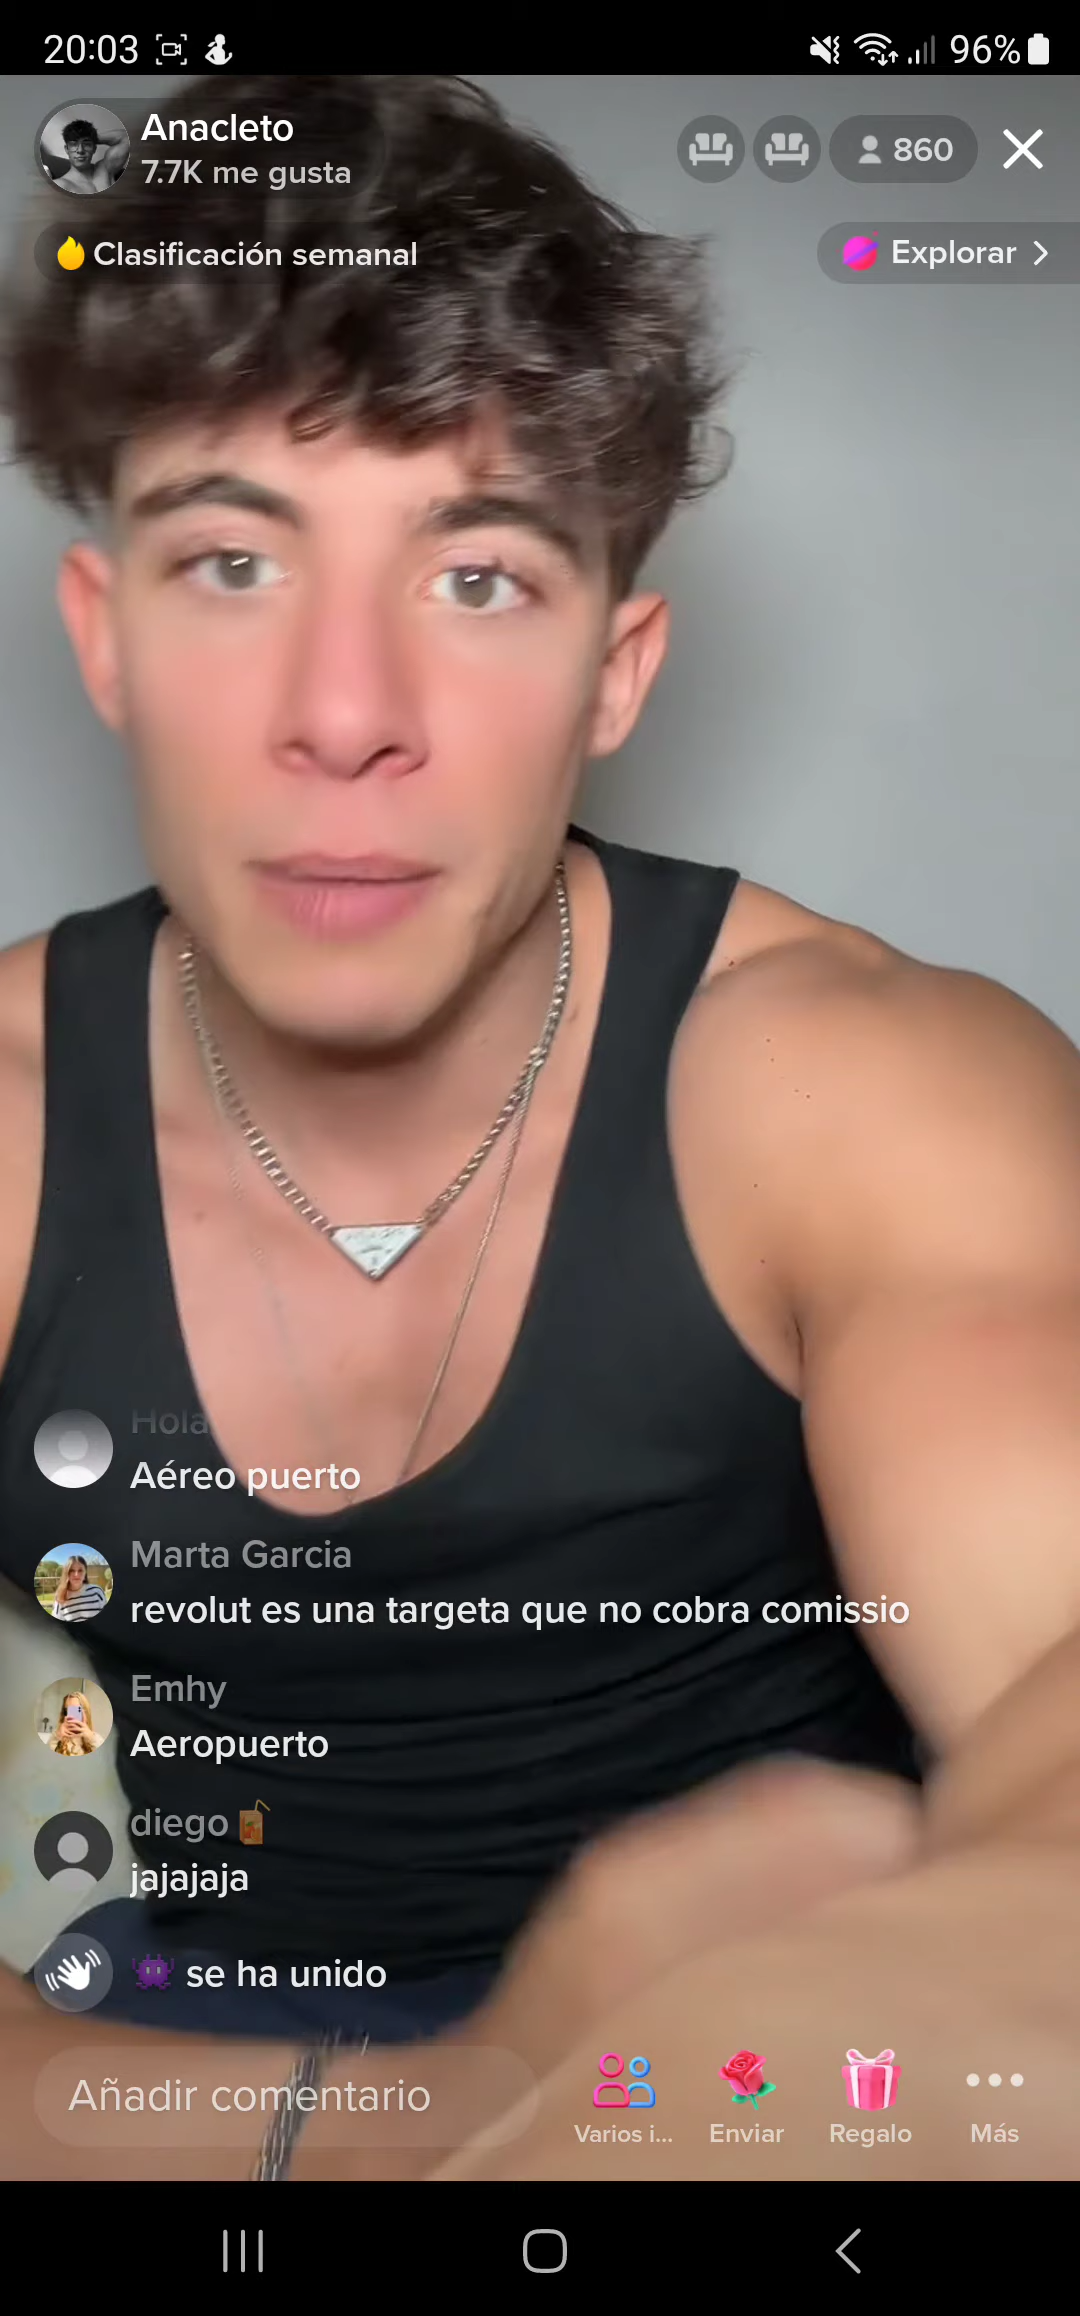 20:03
96%
Anacleto
7.7K me gusta
860
Clasificación semanal
Explorar
Hola
Aéreo puerto
Marta Garcia
revolut es una targeta que no cobra comissio
Emhy
Aeropuerto
diego
jajajaja
se ha unido
Añadir comentario
Varios i...
Enviar
Regalo
Más